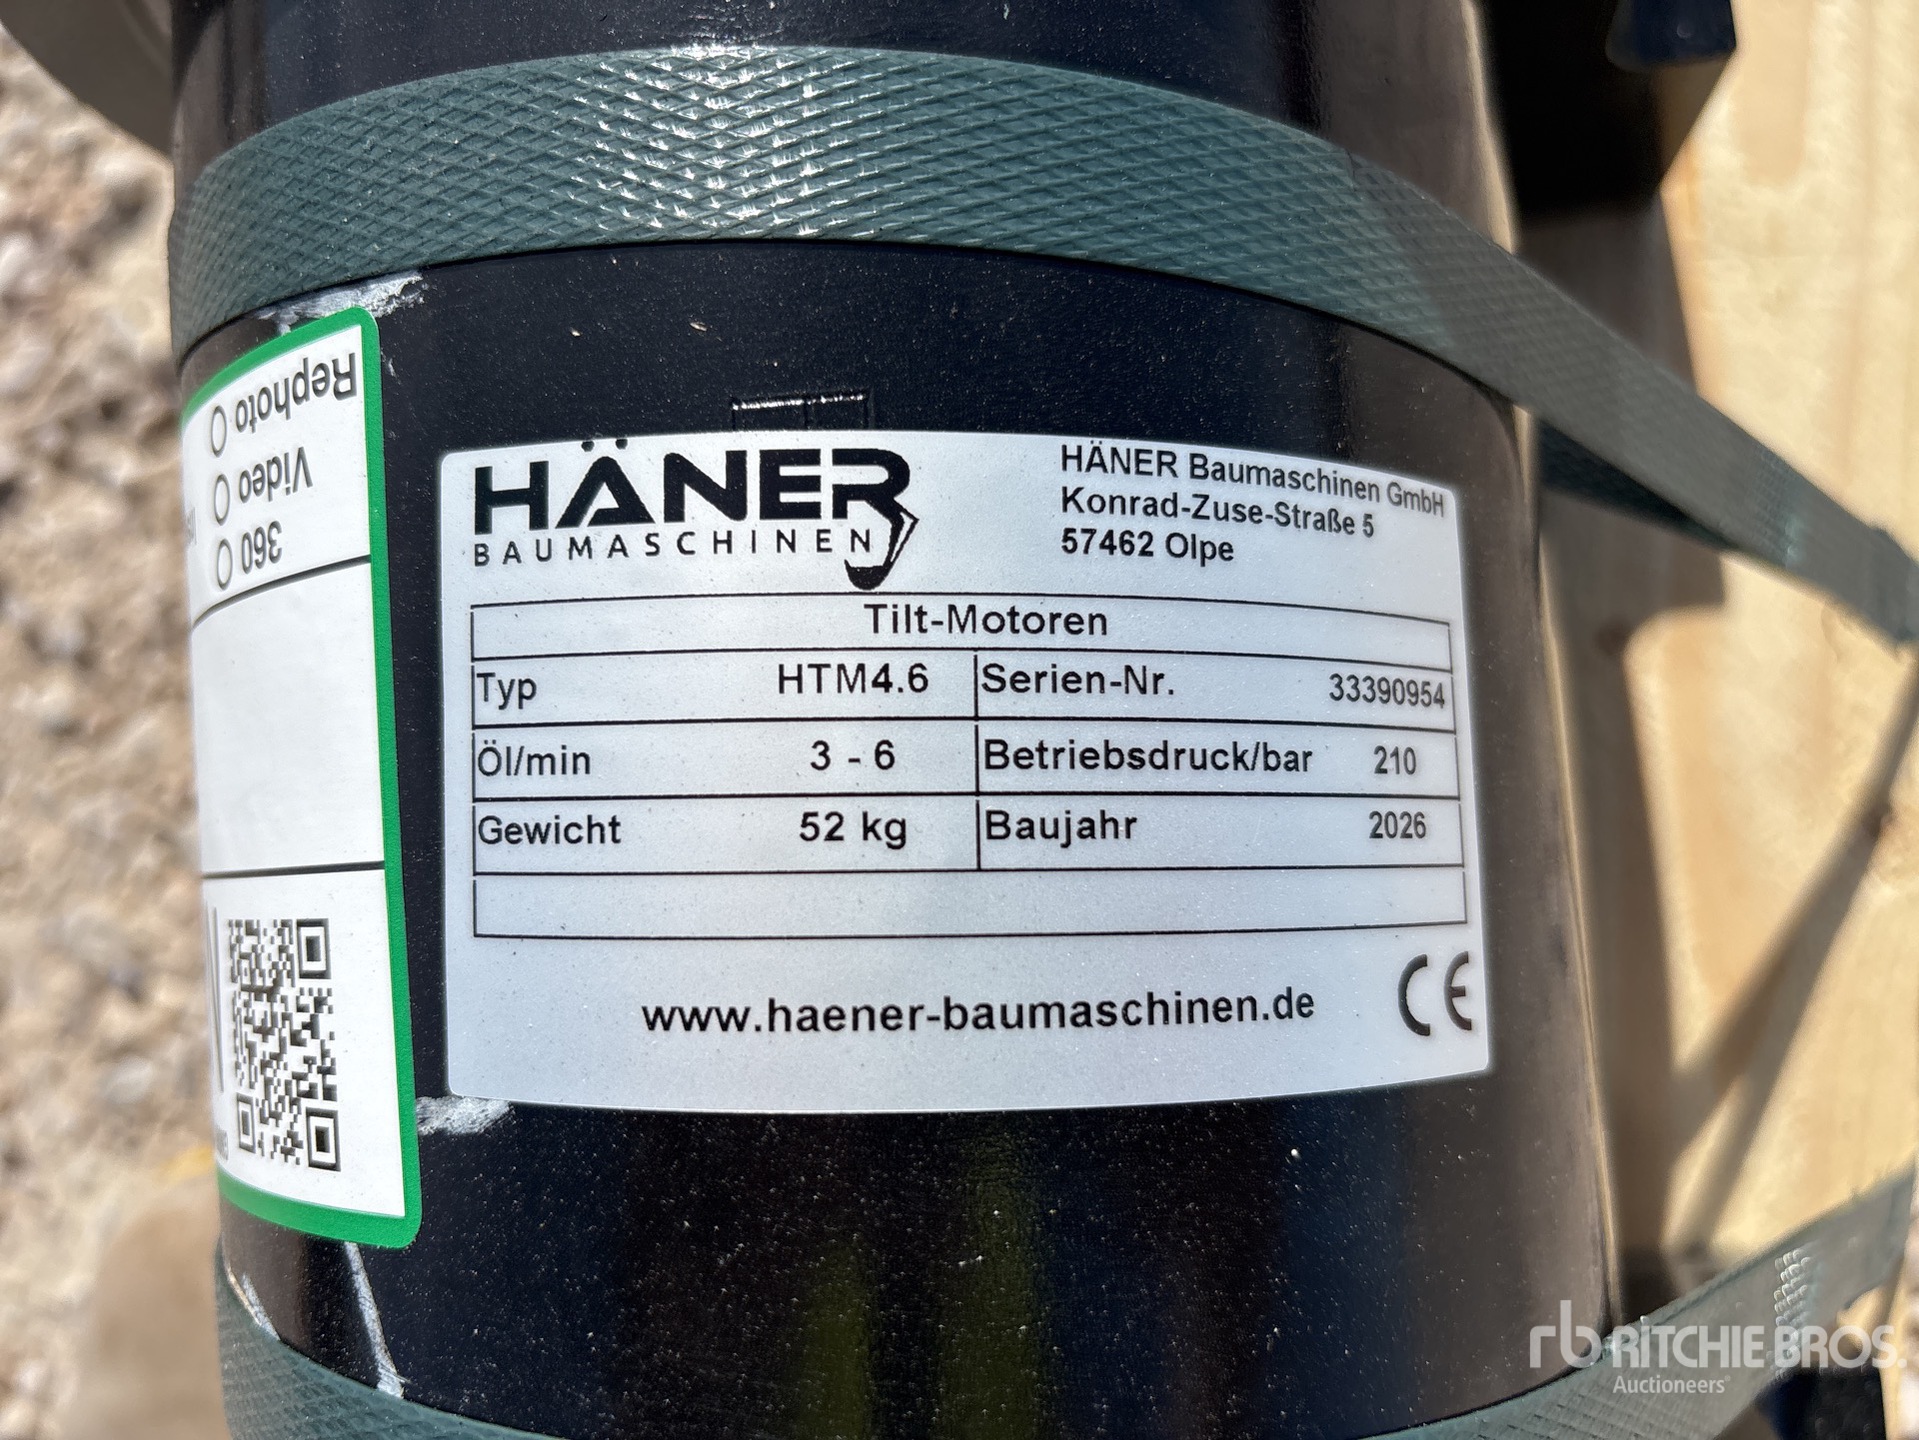 HÄNER
BAUMASCHINEN
HÄNER Baumaschinen GmbH
Konrad-Zuse-Straße 5
57462 Olpe
Tilt-Motoren
Typ HTM4.6 Serien-Nr. 33390954
Öl/min 3 - 6 Betriebsdruck/bar 210
Gewicht 52 kg Baujahr 2026
www.haener-baumaschinen.de
CE
Rephoto
Video
360
rb RITCHIE BROS.
Auctioneers